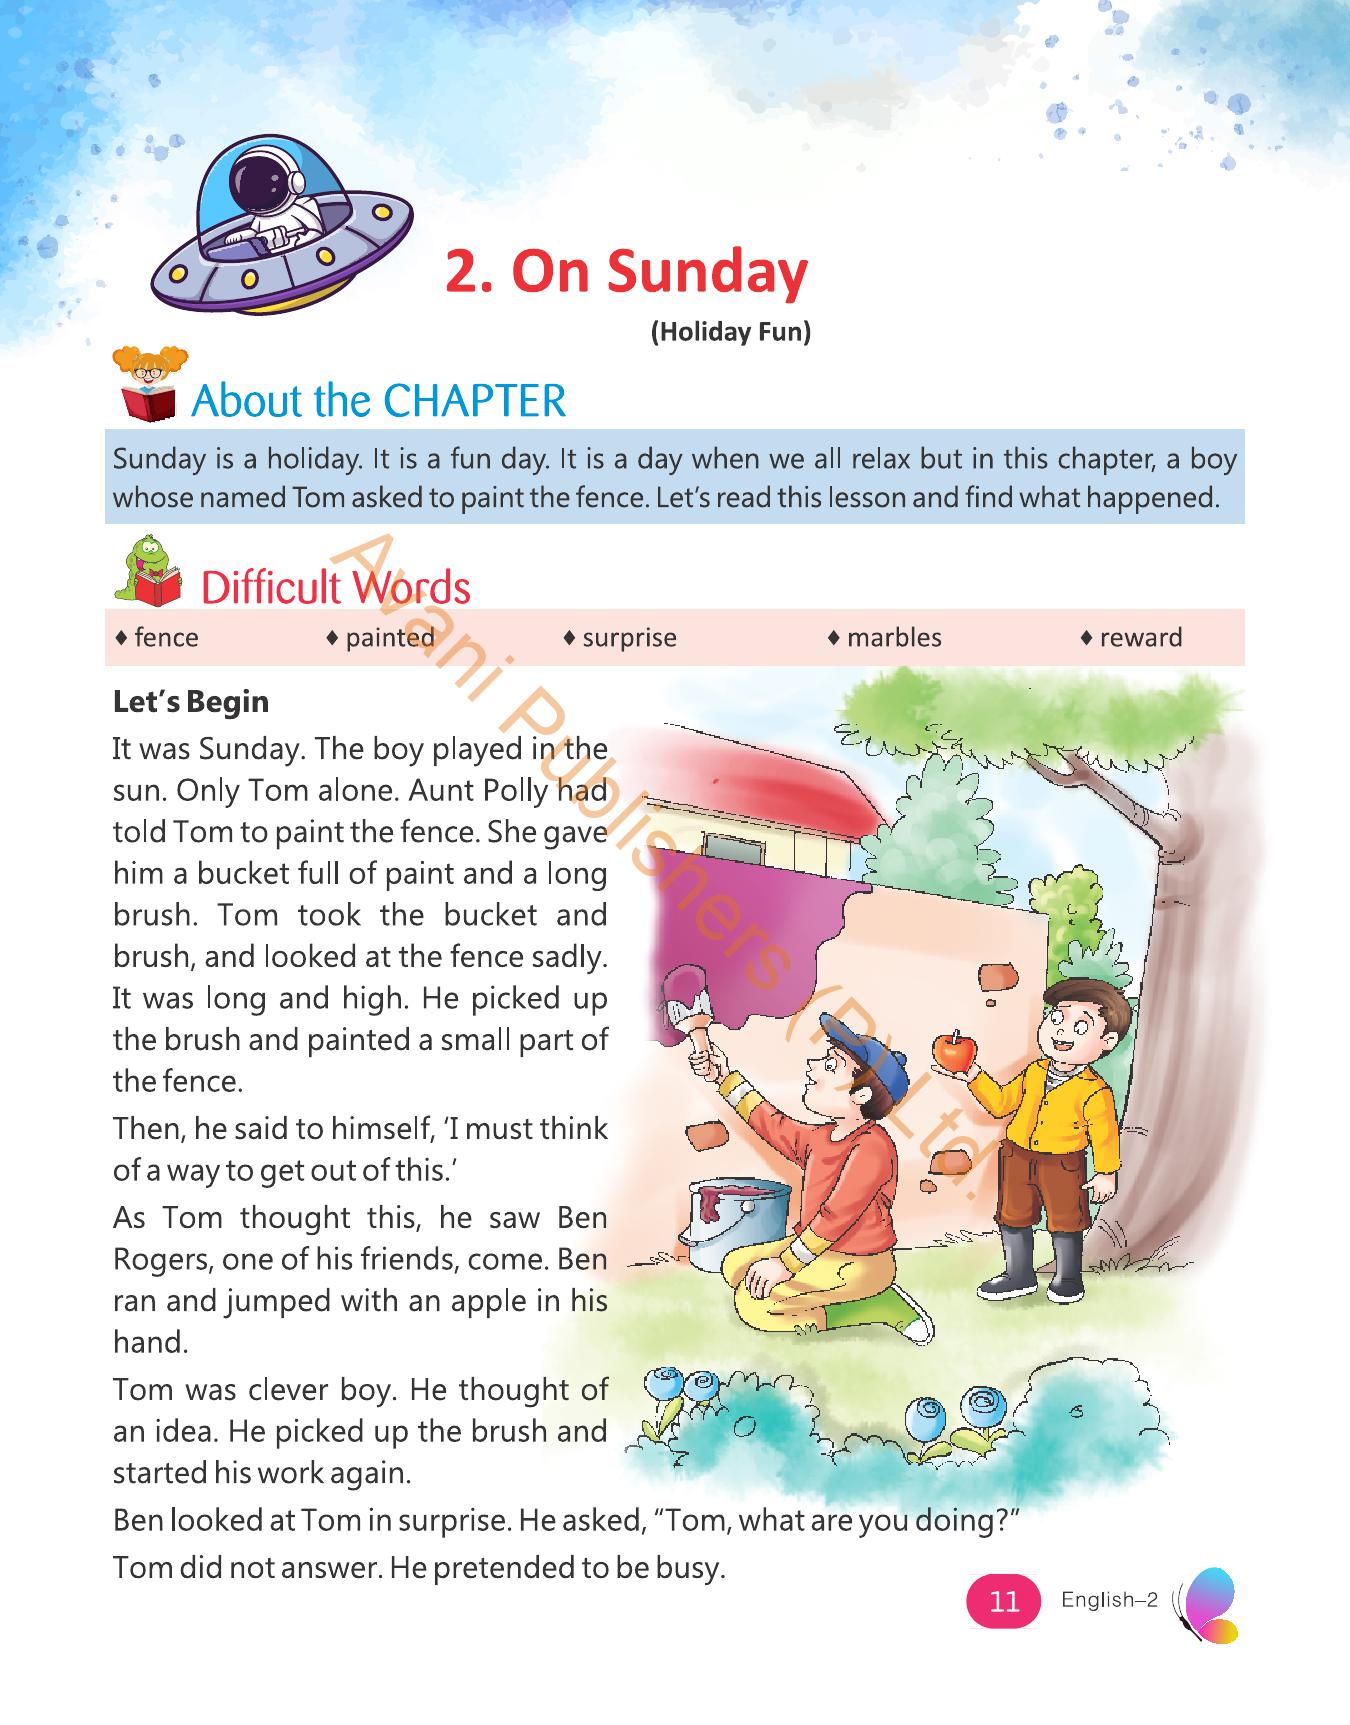 2. On Sunday
(Holiday Fun)
About the CHAPTER
Sunday is a holiday. It is a fun day. It is a day when we all relax but in this chapter, a boy
whose named Tom asked to paint the fence. Let's read this lesson and find what happened.
Difficult Words
♦ fence ♦ painted ♦ surprise ♦ marbles ♦ reward
Let's Begin
It was Sunday. The boy played in the
sun. Only Tom alone. Aunt Polly had
told Tom to paint the fence. She gave
him a bucket full of paint and a long
brush. Tom took the bucket and
brush, and looked at the fence sadly.
It was long and high. He picked up
the brush and painted a small part of
the fence.
Then, he said to himself, ‘I must think
of a way to get out of this.’
As Tom thought this, he saw Ben
Rogers, one of his friends, come. Ben
ran and jumped with an apple in his
hand.
Tom was clever boy. He thought of
an idea. He picked up the brush and
started his work again.
Ben looked at Tom in surprise. He asked, “Tom, what are you doing?”
Tom did not answer. He pretended to be busy.
11 English–2
Avani Publishers (P) Ltd.